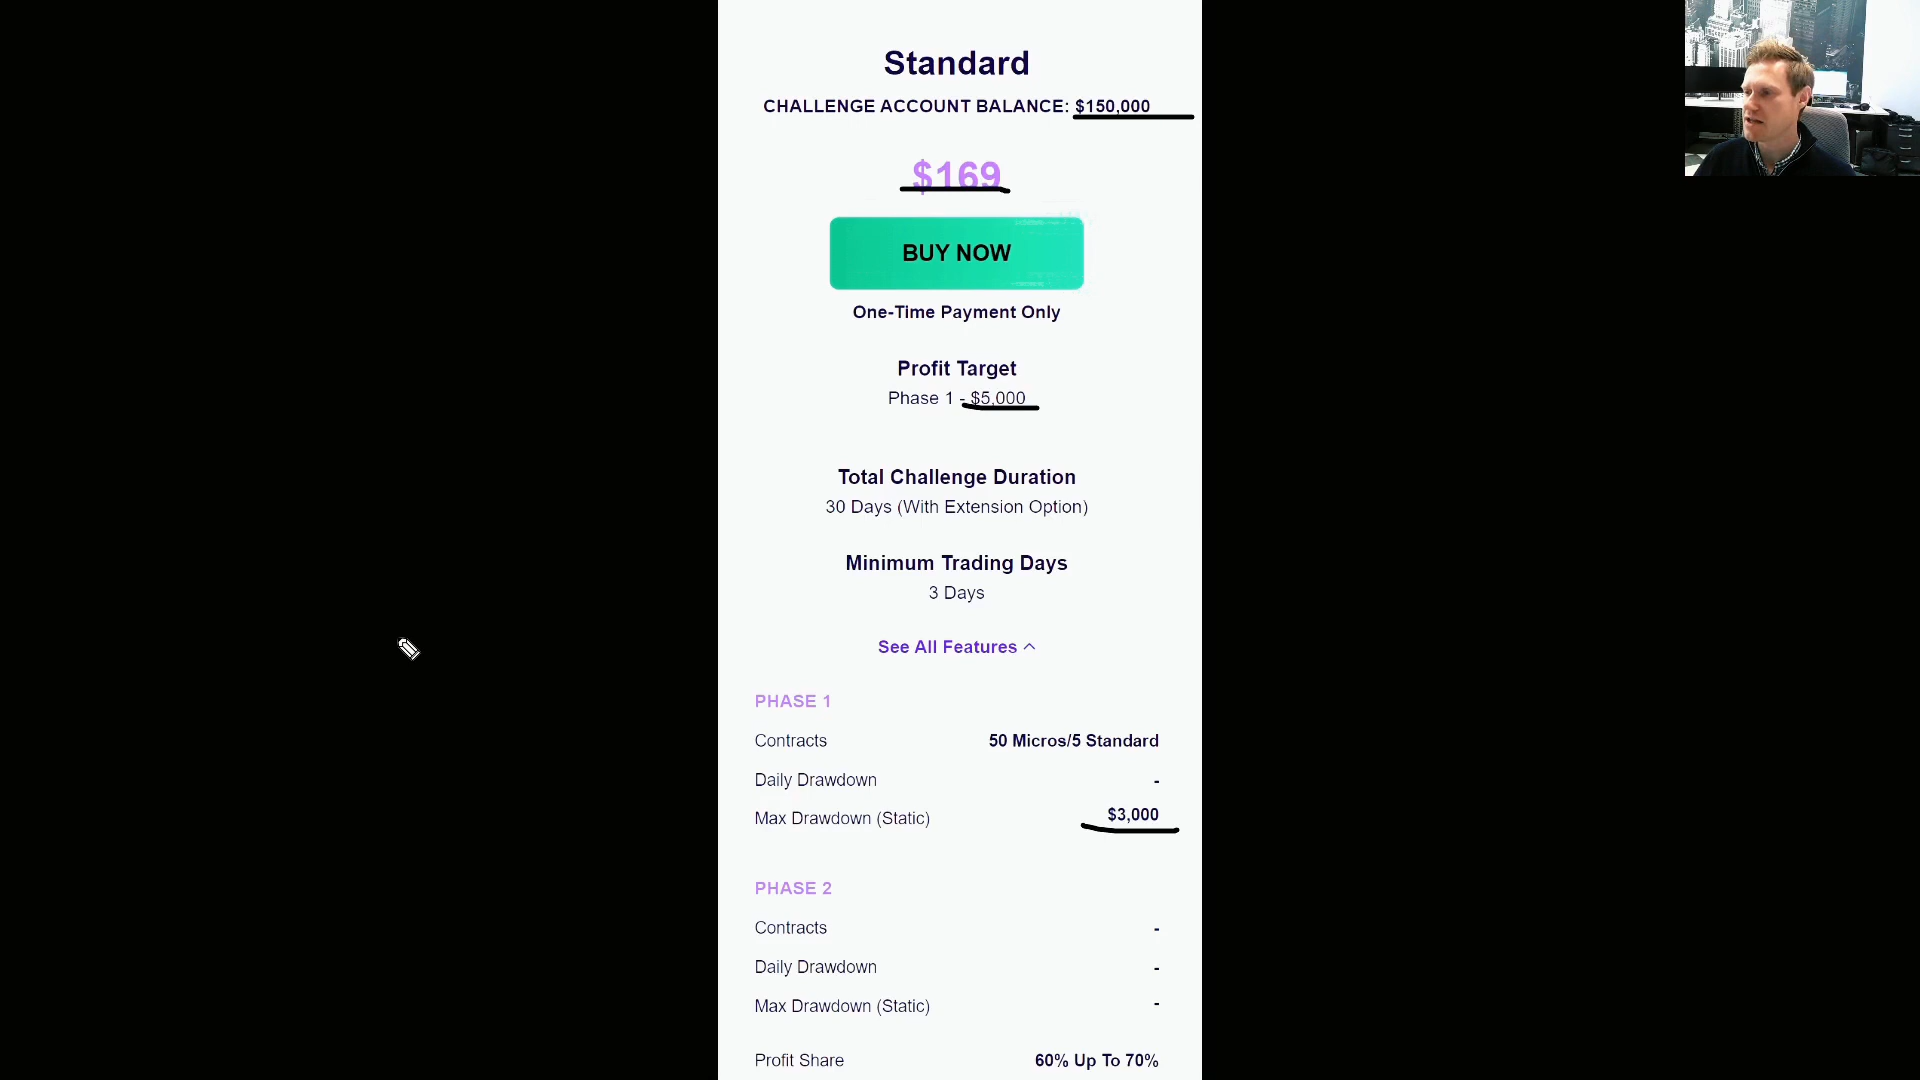 Standard
CHALLENGE ACCOUNT BALANCE: $150,000
$169
BUY NOW
One-Time Payment Only
Profit Target
Phase 1 - $5,000
Total Challenge Duration
30 Days (With Extension Option)
Minimum Trading Days
3 Days
See All Features
PHASE 1
Contracts 50 Micros/5 Standard
Daily Drawdown -
Max Drawdown (Static) $3,000
PHASE 2
Contracts -
Daily Drawdown -
Max Drawdown (Static) -
Profit Share 60% Up To 70%